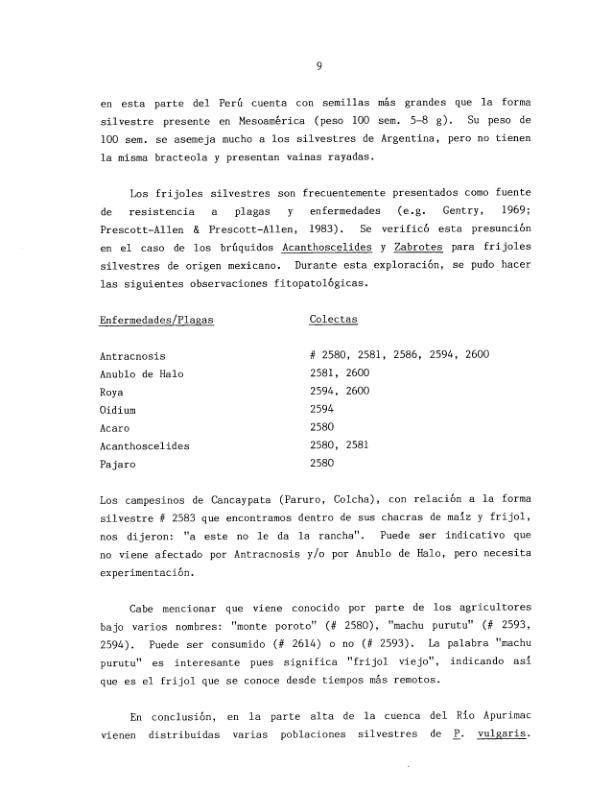 9
en esta parte del Perú cuenta con semillas más grandes que la forma
silvestre presente en Mesoamérica (peso 100 sem. 5-8 g). Su peso de
100 sem. se asemeja mucho a los silvestres de Argentina, pero no tienen
la misma bracteola y presentan vainas rayadas.
Los frijoles silvestres son frecuentemente presentados como fuente
de resistencia a plagas y enfermedades (e.g. Gentry, 1969;
Prescott-Allen & Prescott-Allen, 1983). Se verificó esta presunción
en el caso de los brúquidos Acanthoscelides y Zabrotes para frijoles
silvestres de origen mexicano. Durante esta exploración, se pudo hacer
las siguientes observaciones fitopatológicas.
Enfermedades/Plagas Colectas
Antracnosis # 2580, 2581, 2586, 2594, 2600
Anublo de Halo 2581, 2600
Roya 2594, 2600
Oidium 2594
Acaro 2580
Acanthoscelides 2580, 2581
Pajaro 2580
Los campesinos de Cancaypata (Paruro, Colcha), con relación a la forma
silvestre # 2583 que encontramos dentro de sus chacras de maíz y frijol,
nos dijeron: "a este no le da la rancha". Puede ser indicativo que
no viene afectado por Antracnosis y/o por Anublo de Halo, pero necesita
experimentación.
Cabe mencionar que viene conocido por parte de los agricultores
bajo varios nombres: "monte poroto" (# 2580), "machu purutu" (# 2593,
2594). Puede ser consumido (# 2614) o no (# 2593). La palabra "machu
purutu" es interesante pues significa "frijol viejo", indicando así
que es el frijol que se conoce desde tiempos más remotos.
En conclusión, en la parte alta de la cuenca del Río Apurimac
vienen distribuidas varias poblaciones silvestres de P. vulgaris.